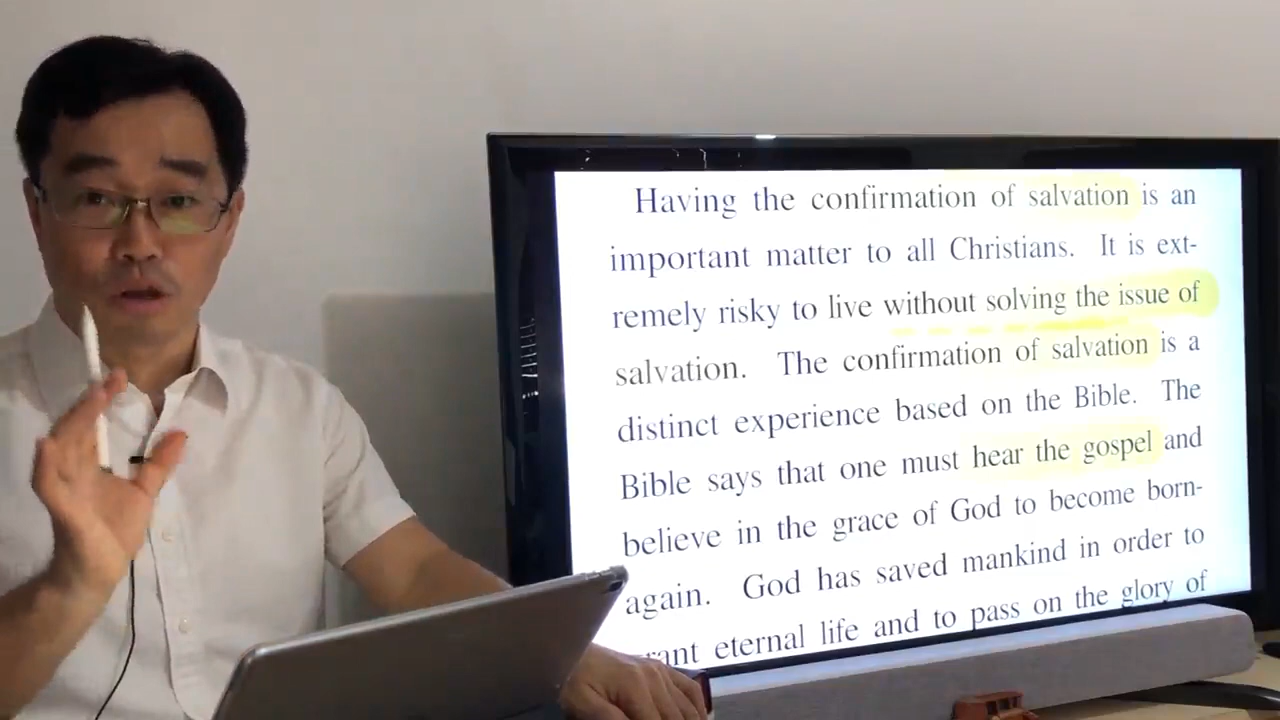 Having the confirmation of salvation is an
important matter to all Christians. It is ext-
remely risky to live without solving the issue of
salvation. The confirmation of salvation is a
distinct experience based on the Bible. The
Bible says that one must hear the gospel and
believe in the grace of God to become born-
again. God has saved mankind in order to
eternal life and to pass on the glory of